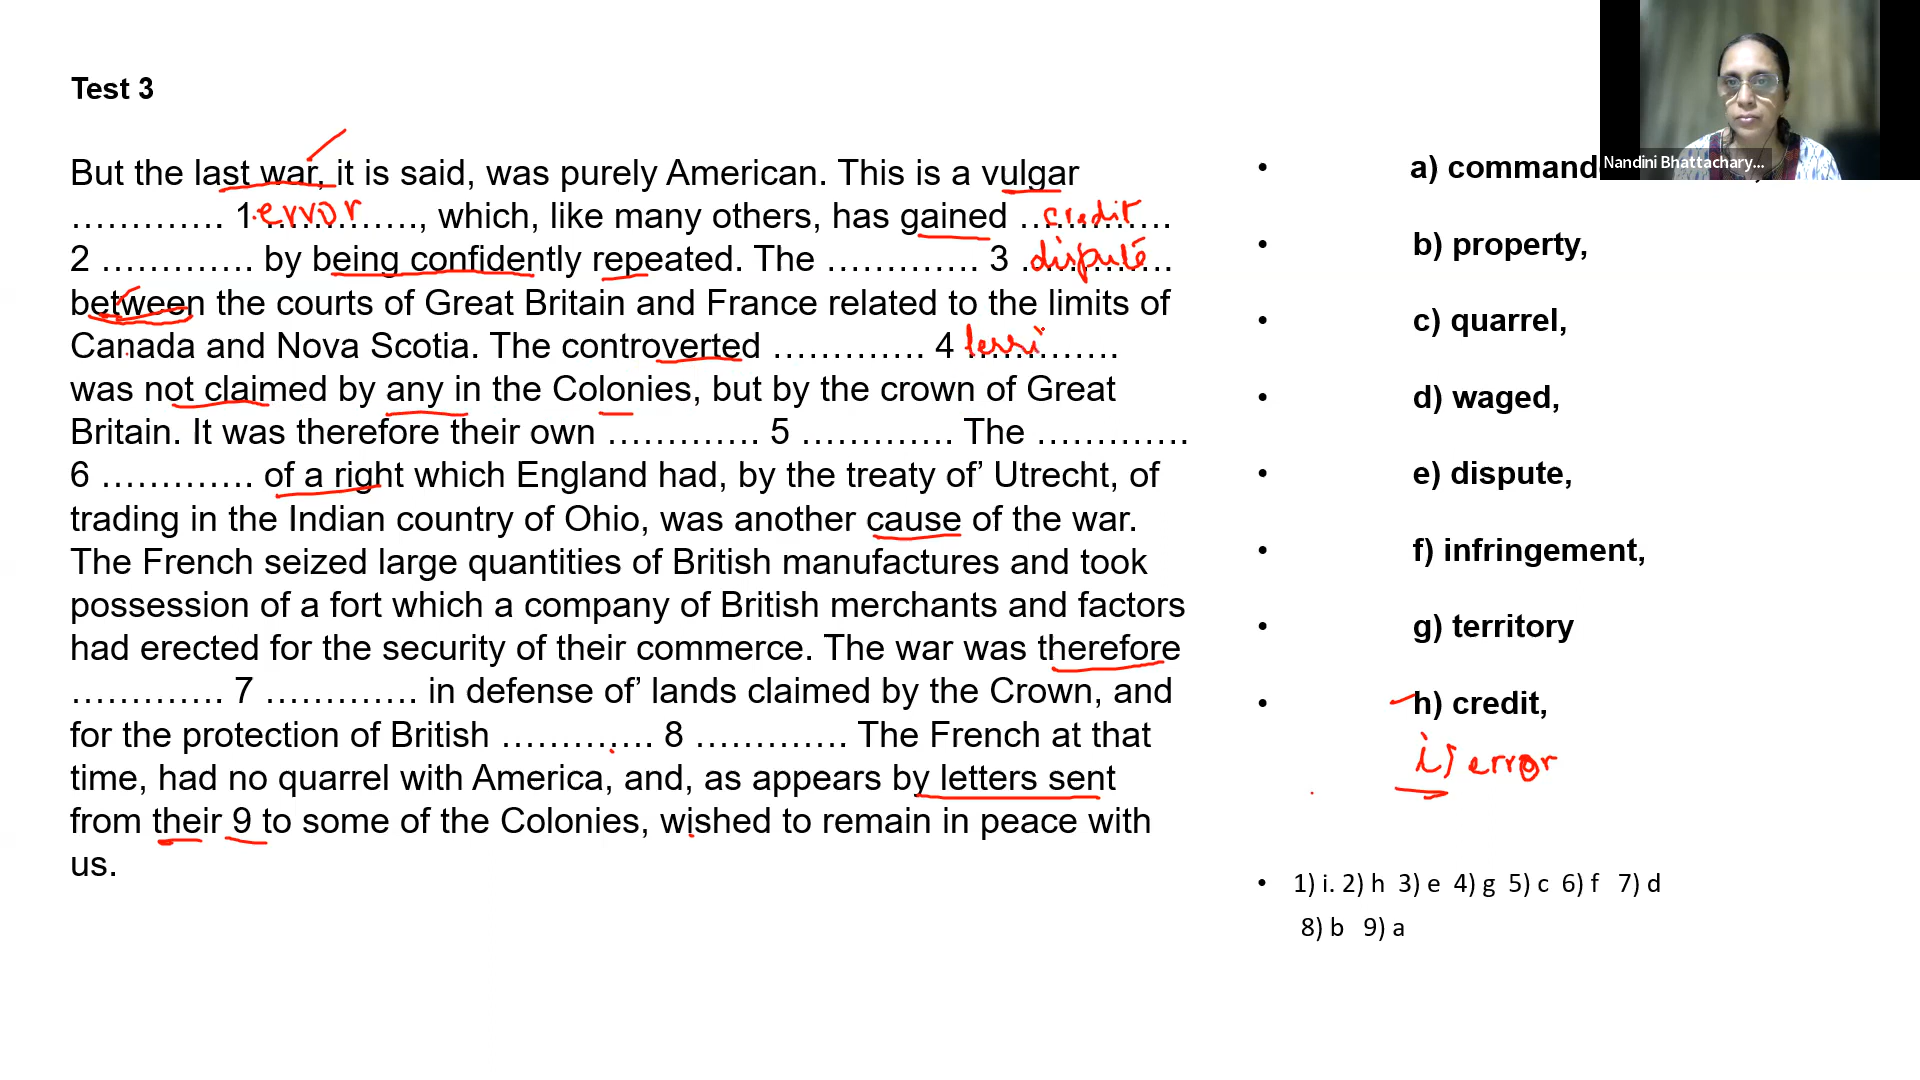 Test 3
But the last war, it is said, was purely American. This is a vulgar
…………. 1.error…………., which, like many others, has gained …credit…….
2 …………. by being confidently repeated. The …………. 3 dispute
between the courts of Great Britain and France related to the limits of
Canada and Nova Scotia. The controverted …………. 4 terri………….
was not claimed by any in the Colonies, but by the crown of Great
Britain. It was therefore their own …………. 5 …………. The ………….
6 …………. of a right which England had, by the treaty of’ Utrecht, of
trading in the Indian country of Ohio, was another cause of the war.
The French seized large quantities of British manufactures and took
possession of a fort which a company of British merchants and factors
had erected for the security of their commerce. The war was therefore
…………. 7 …………. in defense of’ lands claimed by the Crown, and
for the protection of British …………. 8 …………. The French at that
time, had no quarrel with America, and, as appears by letters sent
from their 9 to some of the Colonies, wished to remain in peace with
us.
• a) command
• b) property,
• c) quarrel,
• d) waged,
• e) dispute,
• f) infringement,
• g) territory
• h) credit,
i) error
• 1) i. 2) h 3) e 4) g 5) c 6) f 7) d
8) b 9) a
Nandini Bhattachary...